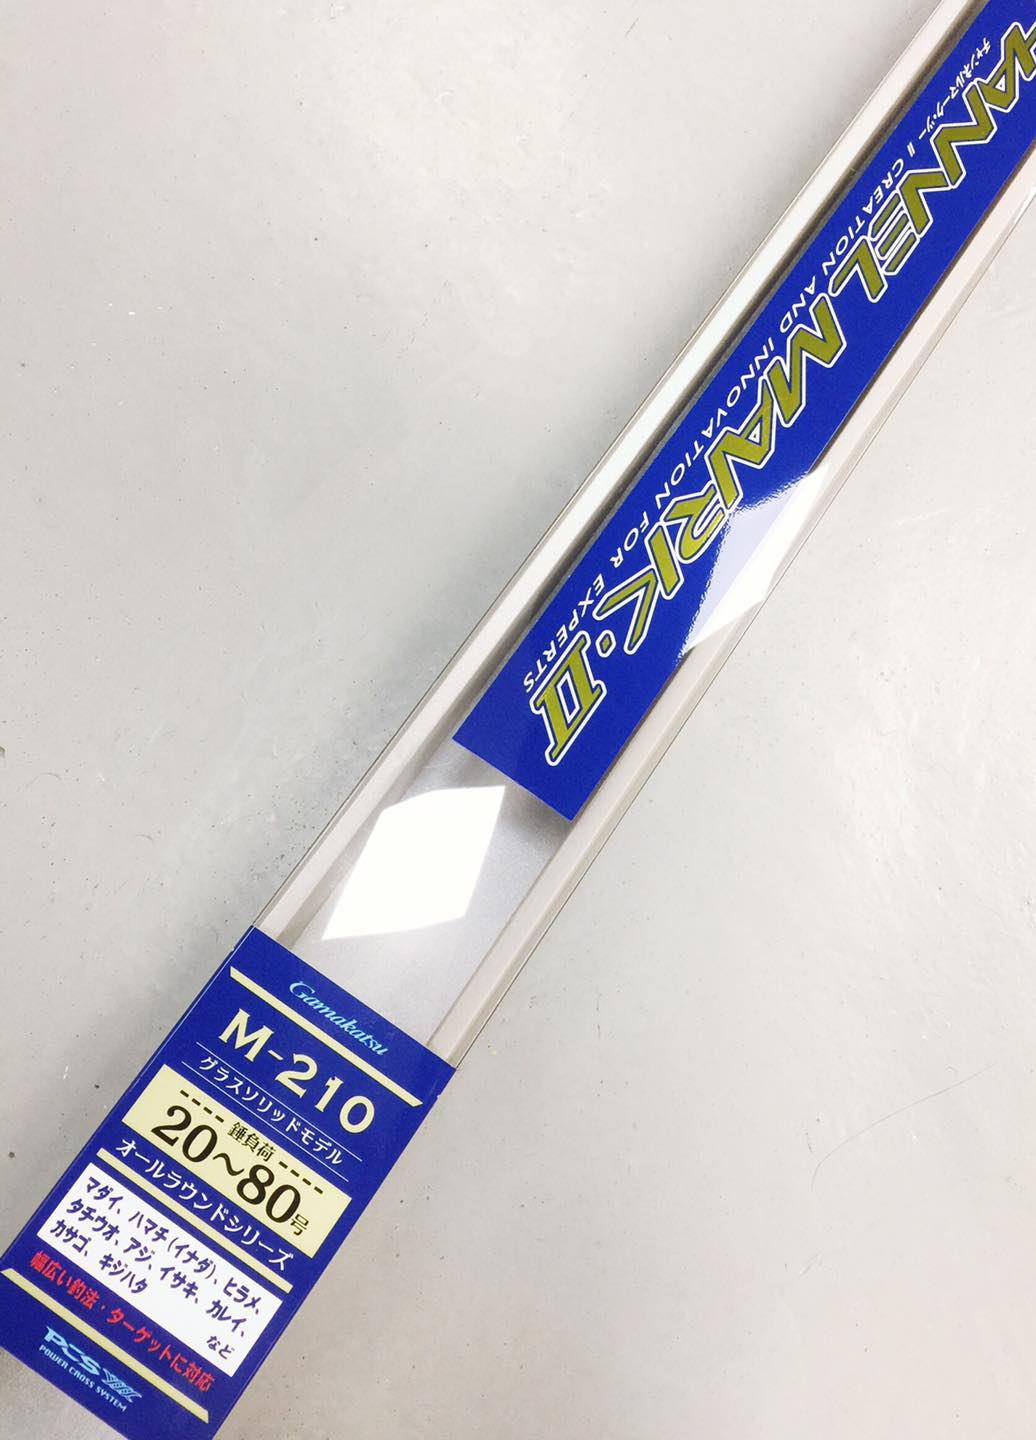 HANNEL MARK・II
チャンネルマーク・ツー II CREATION AND INNOVATION FOR EXPERTS
Gamakatsu
M-210
グラスソリッドモデル
錘負荷
20〜80号
オールラウンドシリーズ
マダイ、ハマチ（イナダ）、ヒラメ、
タチウオ、アジ、イサキ、カレイ、
カサゴ、キジハタ など
幅広い釣法・ターゲットに対応
PCS
POWER CROSS SYSTEM